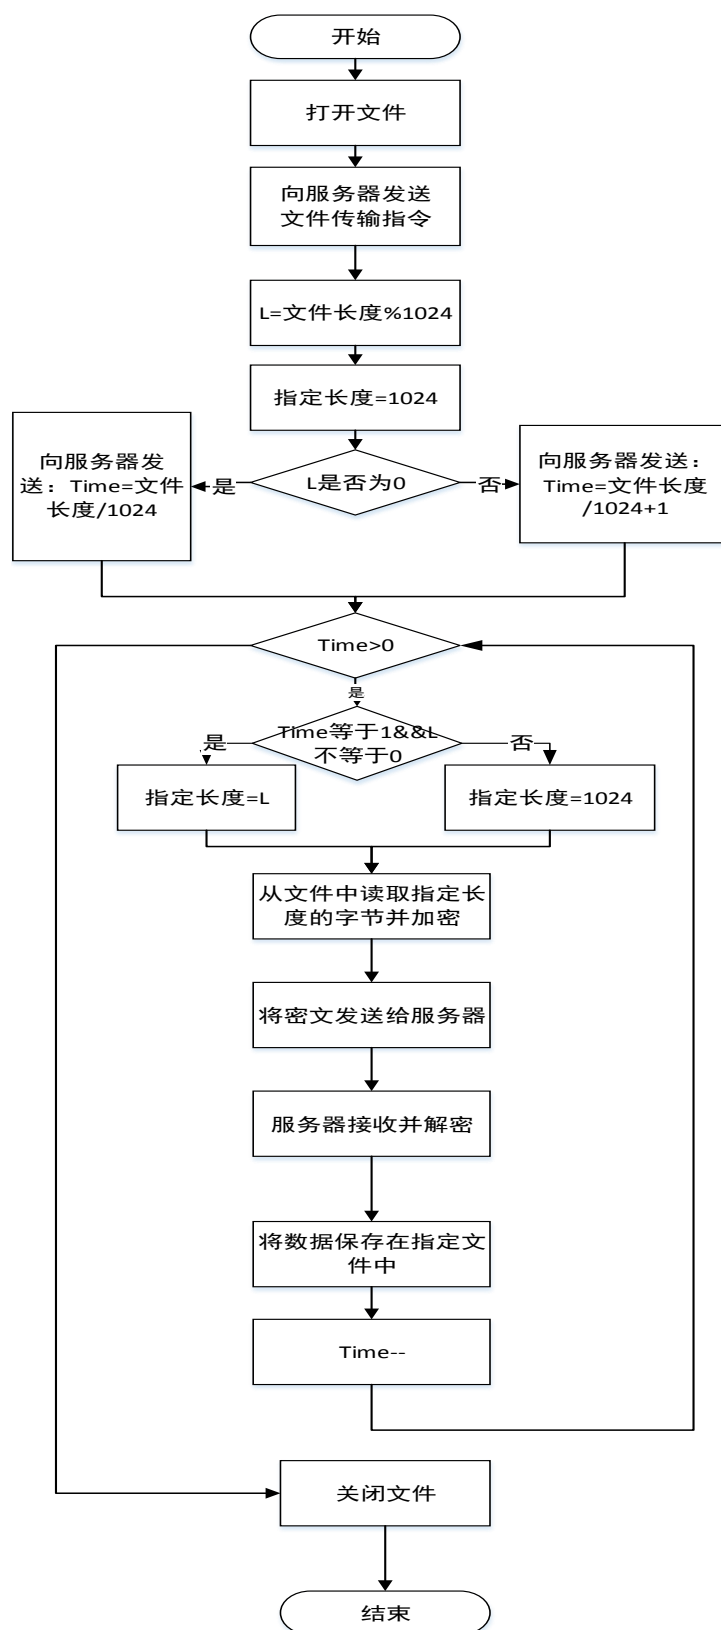 开始
打开文件
向服务器发送
文件传输指令
L=文件长度%1024
指定长度=1024
向服务器发
送：Time=文件
长度/1024
是
L是否为0
否
向服务器发送：
Time=文件长度
/1024+1
Time>0
是
Time等于1&&L
不等于0
是
否
指定长度=L
指定长度=1024
从文件中读取指定长
度的字节并加密
将密文发送给服务器
服务器接收并解密
将数据保存在指定文
件中
Time--
关闭文件
结束